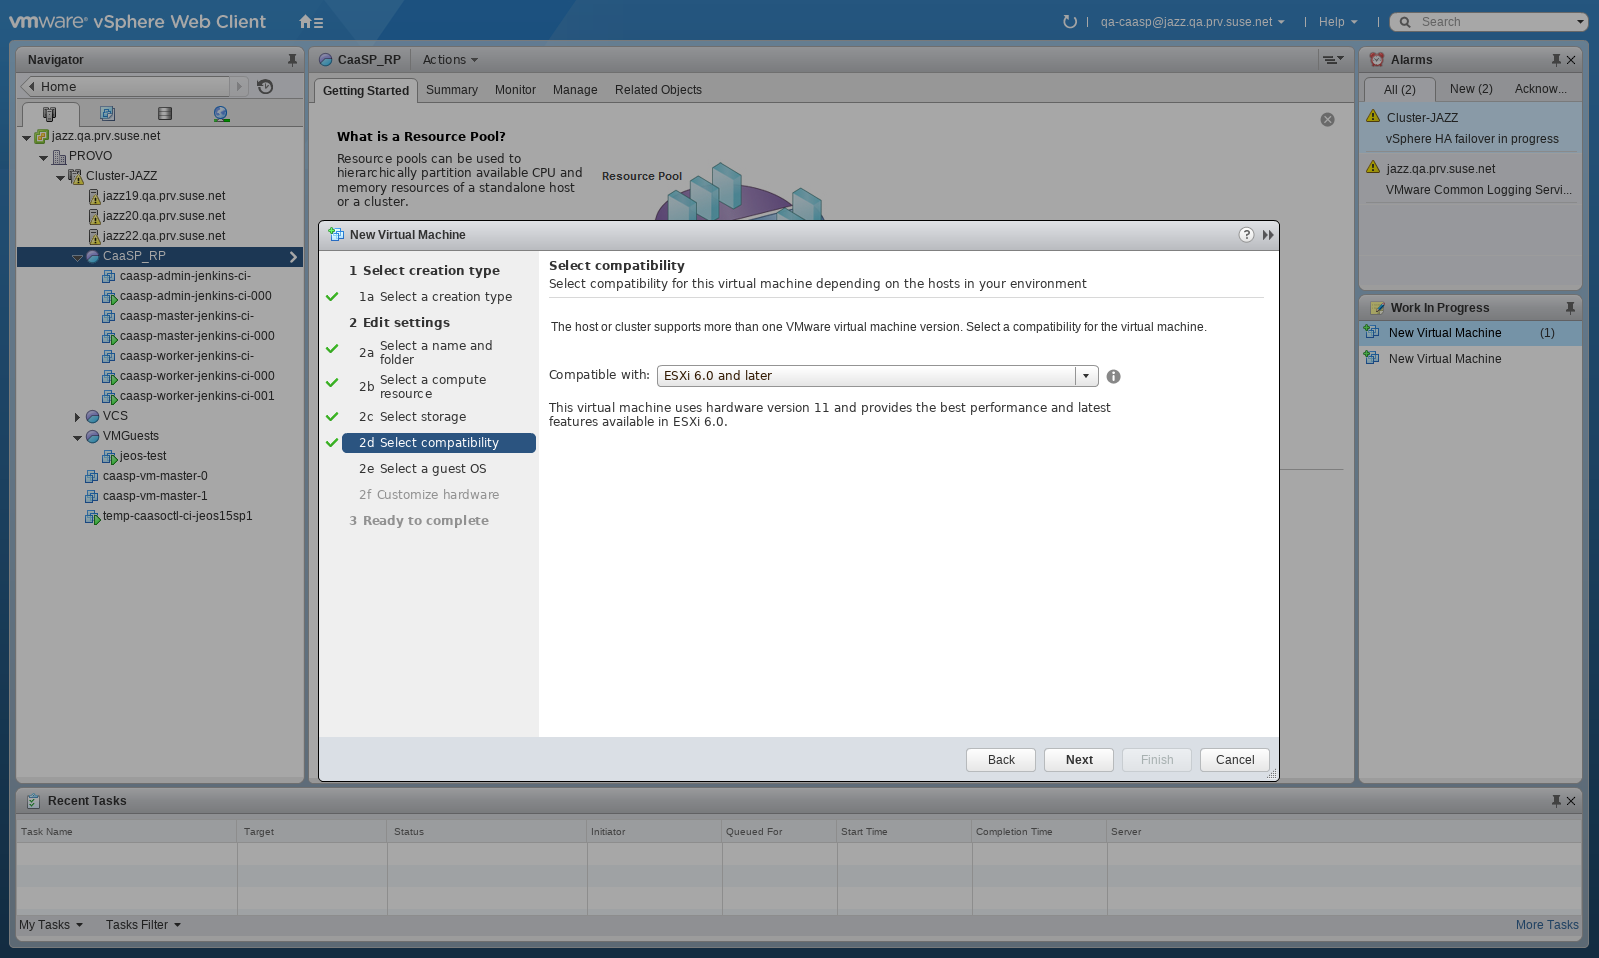 vmware® vSphere Web Client
qa-caasp@jazz.qa.prv.suse.net
Help
Search
Navigator
Home
jazz.qa.prv.suse.net
PROVO
Cluster-JAZZ
jazz19.qa.prv.suse.net
jazz20.qa.prv.suse.net
jazz22.qa.prv.suse.net
CaaSP_RP
caasp-admin-jenkins-ci-
caasp-admin-jenkins-ci-000
caasp-master-jenkins-ci-
caasp-master-jenkins-ci-000
caasp-worker-jenkins-ci-
caasp-worker-jenkins-ci-000
caasp-worker-jenkins-ci-001
VCS
VMGuests
jeos-test
caasp-vm-master-0
caasp-vm-master-1
temp-caasoctl-ci-jeos15sp1
CaaSP_RP
Actions
Getting Started
Summary
Monitor
Manage
Related Objects
What is a Resource Pool?
Resource pools can be used to
hierarchically partition available CPU and
memory resources of a standalone host
or a cluster.
Resource Pool
New Virtual Machine
1 Select creation type
1a Select a creation type
2 Edit settings
2a Select a name and
folder
2b Select a compute
resource
2c Select storage
2d Select compatibility
2e Select a guest OS
2f Customize hardware
3 Ready to complete
Select compatibility
Select compatibility for this virtual machine depending on the hosts in your environment
The host or cluster supports more than one VMware virtual machine version. Select a compatibility for the virtual machine.
Compatible with:
ESXi 6.0 and later
This virtual machine uses hardware version 11 and provides the best performance and latest
features available in ESXi 6.0.
Back
Next
Finish
Cancel
Alarms
All (2)
New (2)
Acknow...
Cluster-JAZZ
vSphere HA failover in progress
jazz.qa.prv.suse.net
VMware Common Logging Servi...
Work In Progress
New Virtual Machine (1)
New Virtual Machine
Recent Tasks
Task Name
Target
Status
Initiator
Queued For
Start Time
Completion Time
Server
My Tasks
Tasks Filter
More Tasks